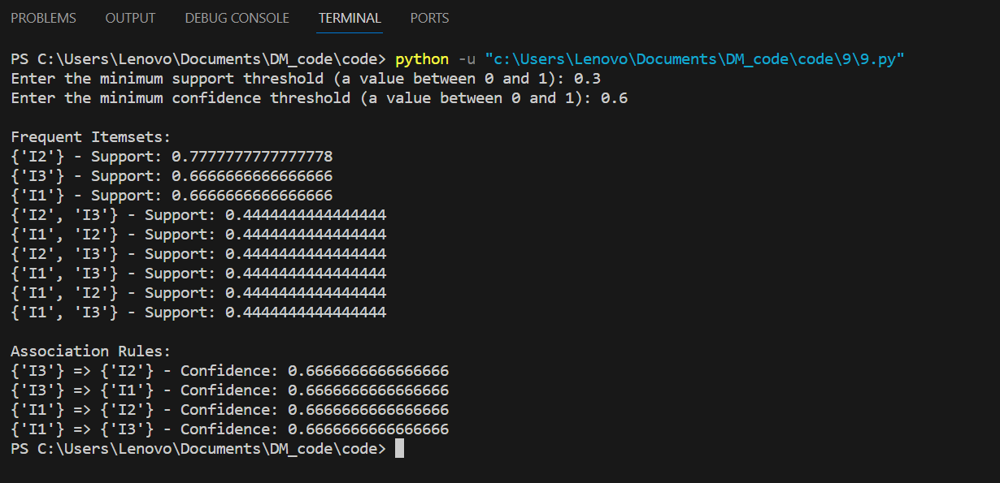 PROBLEMS OUTPUT DEBUG CONSOLE TERMINAL PORTS
PS C:\Users\Lenovo\Documents\DM_code\code> python -u "c:\Users\Lenovo\Documents\DM_code\code\9\9.py"
Enter the minimum support threshold (a value between 0 and 1): 0.3
Enter the minimum confidence threshold (a value between 0 and 1): 0.6
Frequent Itemsets:
{'I2'} - Support: 0.7777777777777778
{'I3'} - Support: 0.6666666666666666
{'I1'} - Support: 0.6666666666666666
{'I2', 'I3'} - Support: 0.4444444444444444
{'I1', 'I2'} - Support: 0.4444444444444444
{'I2', 'I3'} - Support: 0.4444444444444444
{'I1', 'I3'} - Support: 0.4444444444444444
{'I1', 'I2'} - Support: 0.4444444444444444
{'I1', 'I3'} - Support: 0.4444444444444444
Association Rules:
{'I3'} => {'I2'} - Confidence: 0.6666666666666666
{'I3'} => {'I1'} - Confidence: 0.6666666666666666
{'I1'} => {'I2'} - Confidence: 0.6666666666666666
{'I1'} => {'I3'} - Confidence: 0.6666666666666666
PS C:\Users\Lenovo\Documents\DM_code\code>